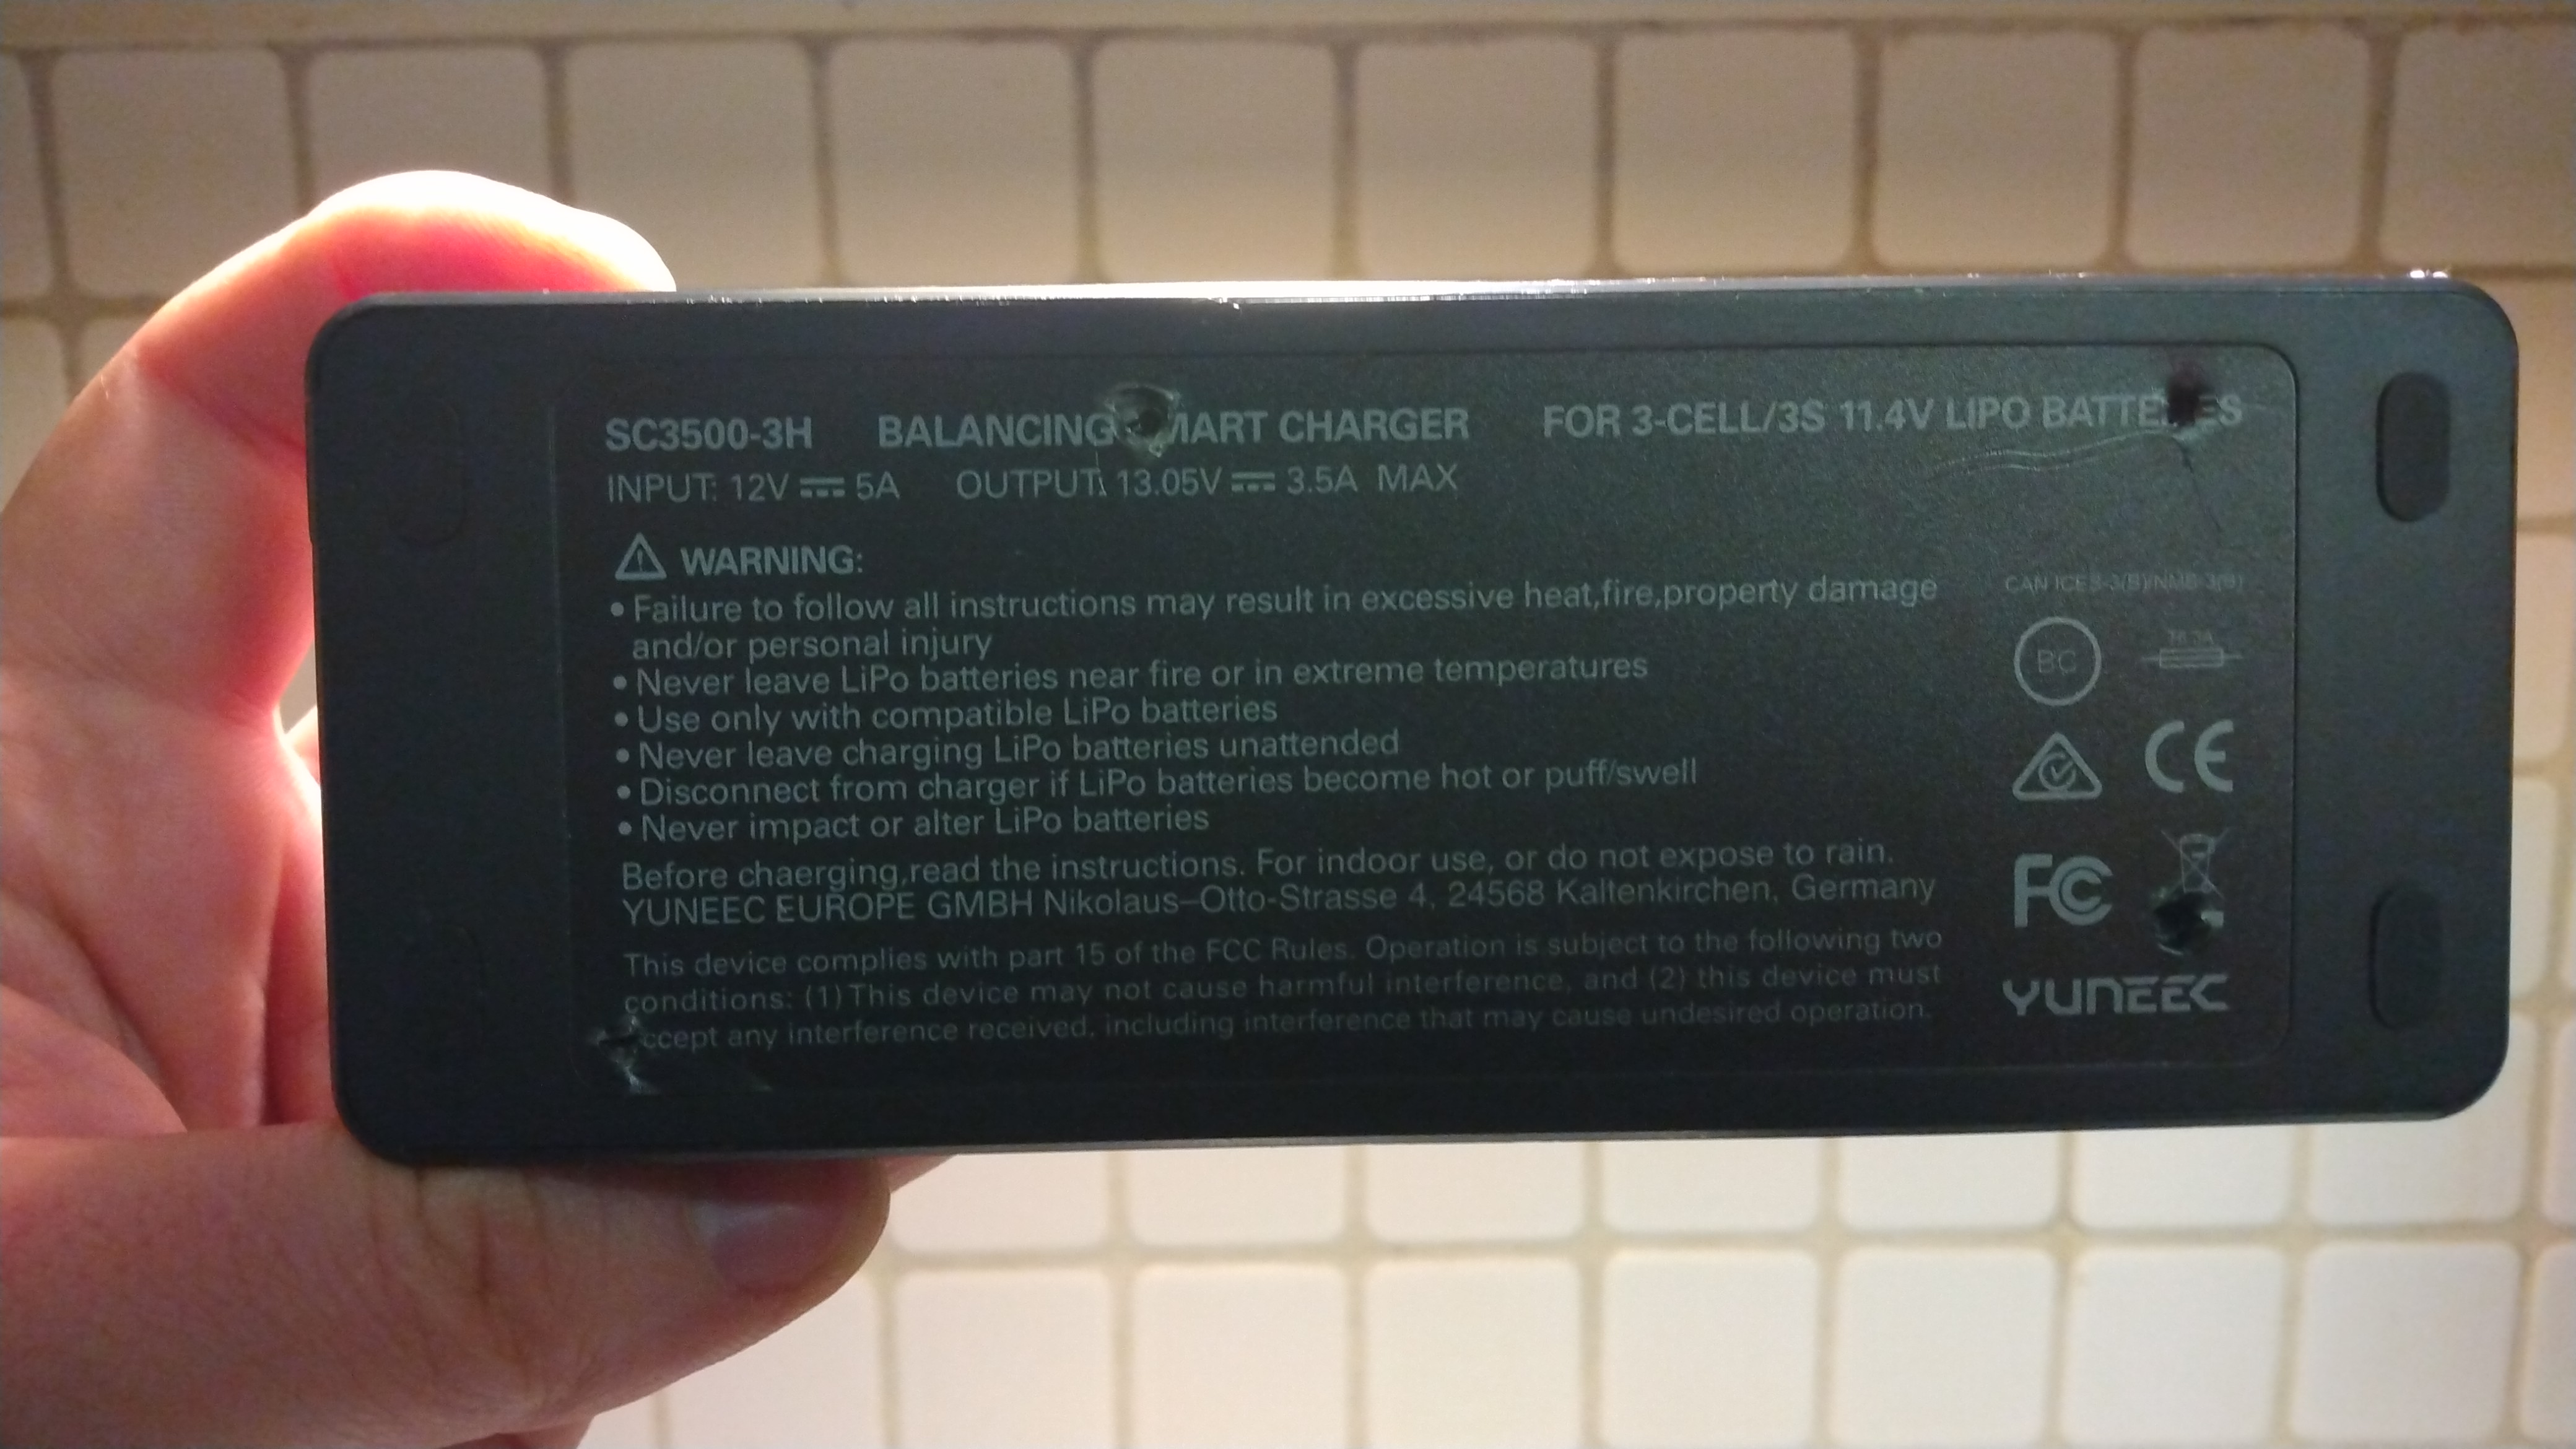 SC3500-3H BALANCING MART CHARGER FOR 3-CELL/3S 11.4V LIPO BATTE ES
INPUT: 12V 5A OUTPUT: 13.05V 3.5A MAX
WARNING:
• Failure to follow all instructions may result in excessive heat,fire,property damage
and/or personal injury
• Never leave LiPo batteries near fire or in extreme temperatures
• Use only with compatible LiPo batteries
• Never leave charging LiPo batteries unattended
• Disconnect from charger if LiPo batteries become hot or puff/swell
• Never impact or alter LiPo batteries
Before chaerging,read the instructions. For indoor use, or do not expose to rain.
YUNEEC EUROPE GMBH Nikolaus–Otto-Strasse 4, 24568 Kaltenkirchen, Germany
This device complies with part 15 of the FCC Rules. Operation is subject to the following two
conditions: (1) This device may not cause harmful interference, and (2) this device must
ccept any interference received, including interference that may cause undesired operation.
CAN ICES-3(B)/NMB-3(B)
BC
CE
FC
YUNEEC